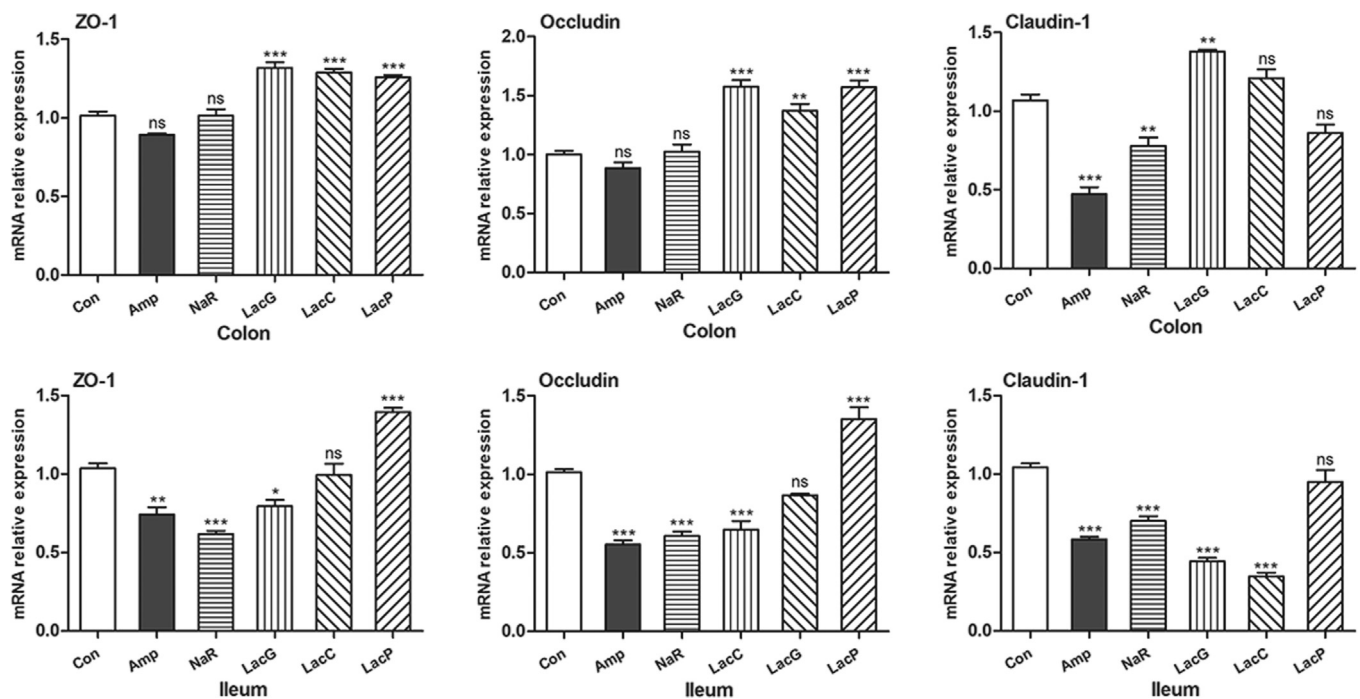 ZO-1
mRNA relative expression
1.5
1.0
0.5
0.0
ns
ns
***
***
***
Con
Amp
NaR
LacG
LacC
LacP
Colon
Occludin
mRNA relative expression
2.0
1.5
1.0
0.5
0.0
ns
ns
***
**
***
Con
Amp
NaR
LacG
LacC
LacP
Colon
Claudin-1
mRNA relative expression
1.5
1.0
0.5
0.0
***
**
**
ns
ns
Con
Amp
NaR
LacG
LacC
LacP
Colon
ZO-1
mRNA relative expression
1.5
1.0
0.5
0.0
**
***
*
ns
***
Con
Amp
NaR
LacG
LacC
LacP
Ileum
Occludin
mRNA relative expression
1.5
1.0
0.5
0.0
***
***
***
ns
***
Con
Amp
NaR
LacC
LacG
LacP
Ileum
Claudin-1
mRNA relative expression
1.5
1.0
0.5
0.0
***
***
***
***
ns
Con
Amp
NaR
LacG
LacC
LacP
Ileum